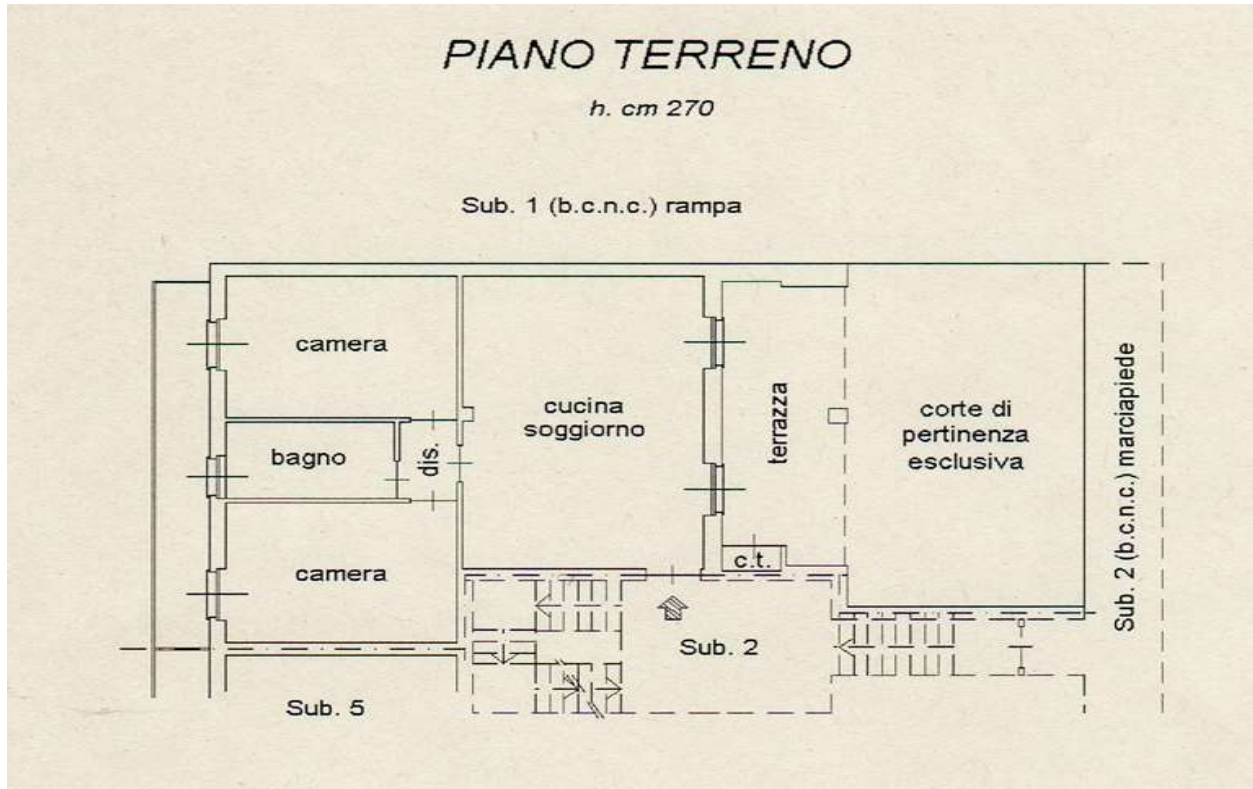 PIANO TERRENO
h. cm 270
Sub. 1 (b.c.n.c.) rampa
camera
cucina
soggiorno
terrazza
corte di
pertinenza
esclusiva
bagno
dis.
camera
c.t.
Sub. 2
Sub. 5
Sub. 2 (b.c.n.c.) marciapiede